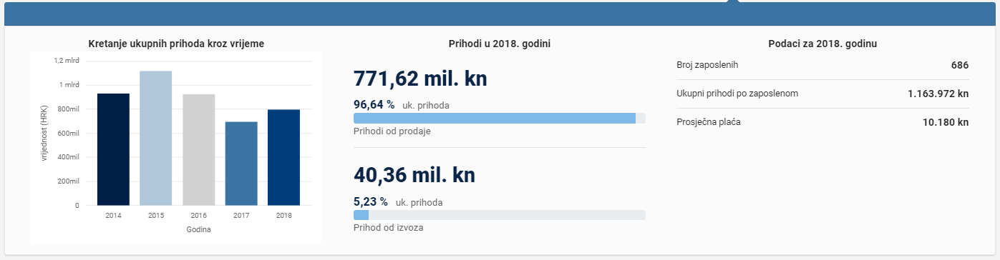 Kretanje ukupnih prihoda kroz vrijeme
1,2 mlrd
1 mlrd
800mil
600mil
400mil
200mil
0
vrijednost (HRK)
2014 2015 2016 2017 2018
Godina
Prihodi u 2018. godini
771,62 mil. kn
96,64 % uk. prihoda
Prihodi od prodaje
40,36 mil. kn
5,23 % uk. prihoda
Prihod od izvoza
Podaci za 2018. godinu
Broj zaposlenih 686
Ukupni prihodi po zaposlenom 1.163.972 kn
Prosječna plaća 10.180 kn